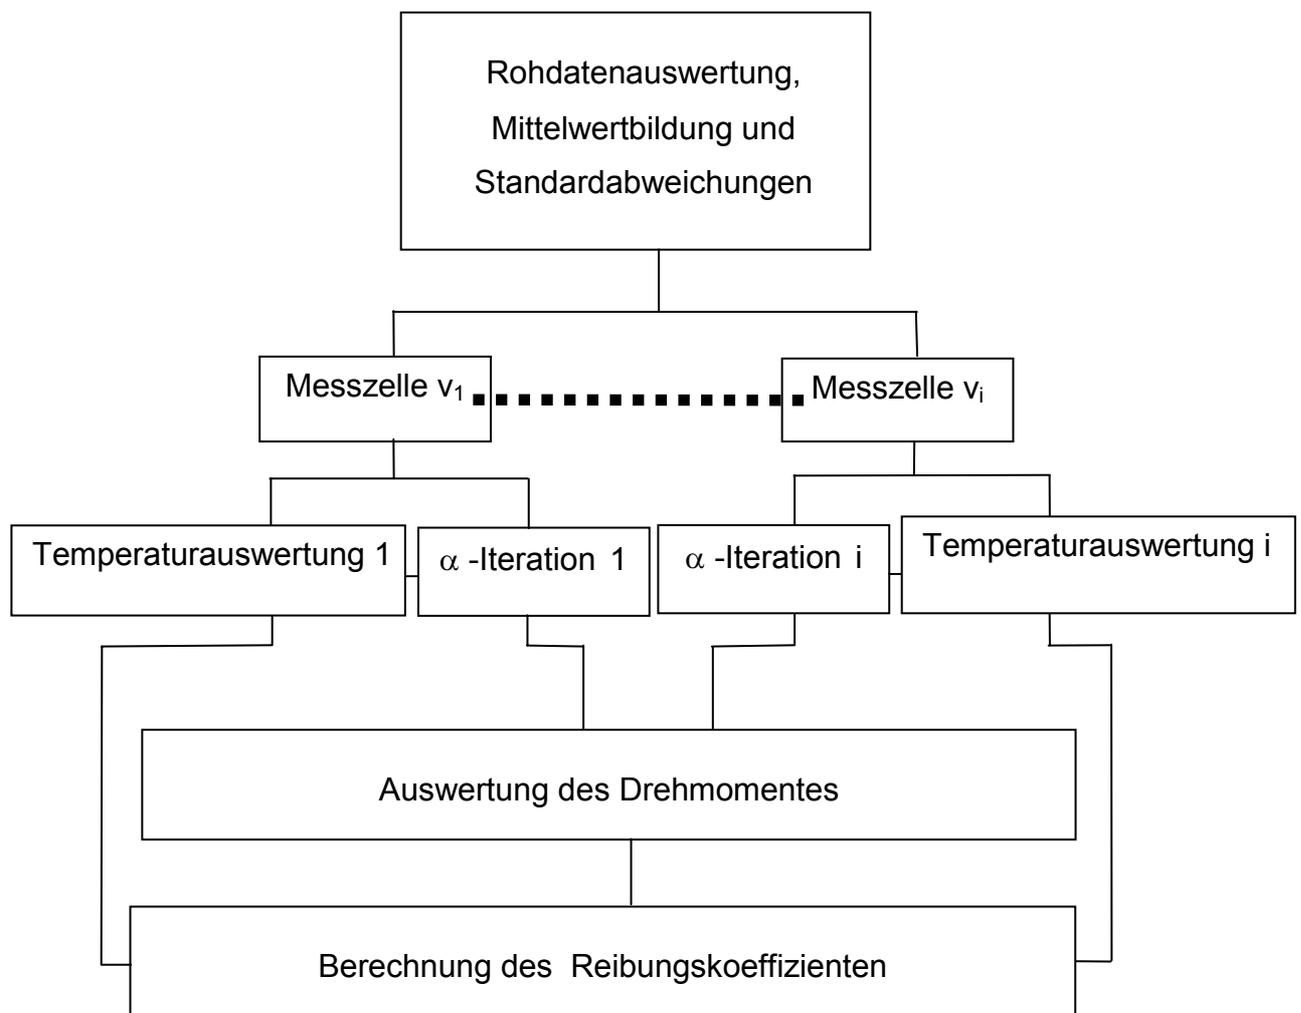 Rohdatenauswertung,
Mittelwertbildung und
Standardabweichungen
Messzelle v₁
Messzelle vᵢ
Temperaturauswertung 1
α -Iteration 1
α -Iteration i
Temperaturauswertung i
Auswertung des Drehmomentes
Berechnung des Reibungskoeffizienten